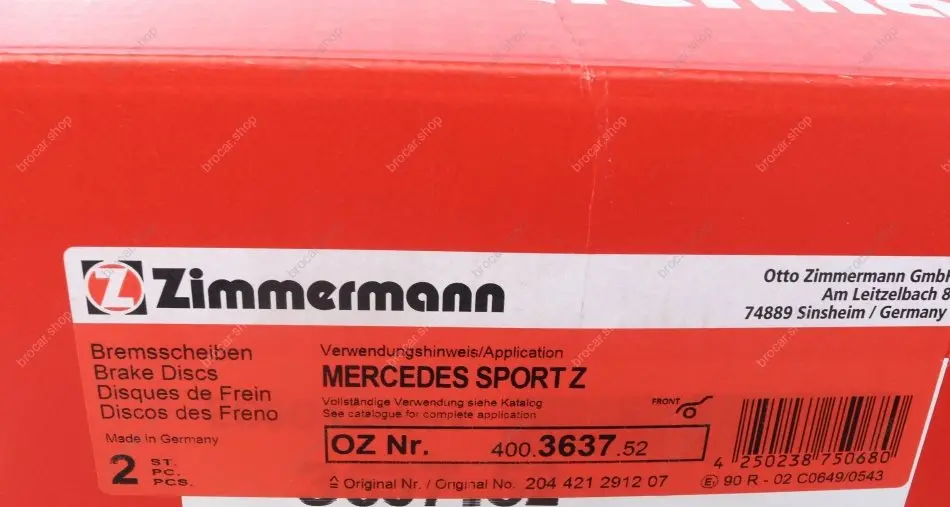 Zimmermann
Otto Zimmermann GmbH
Am Leitzelbach 8
74889 Sinsheim / Germany
Bremsscheiben
Brake Discs
Disques de Frein
Discos des Freno
Made in Germany
2 ST.
PC.
PCS.
Verwendungshinweis/Application
MERCEDES SPORT Z
Vollständige Verwendung siehe Katalog
See catalogue for complete application
FRONT
OZ Nr. 400.3637.52
≙ Original Nr. / Original No. 204 421 2912 07
4 250238 750680
E1 90 R - 02 C0649/0543
brocar.shop